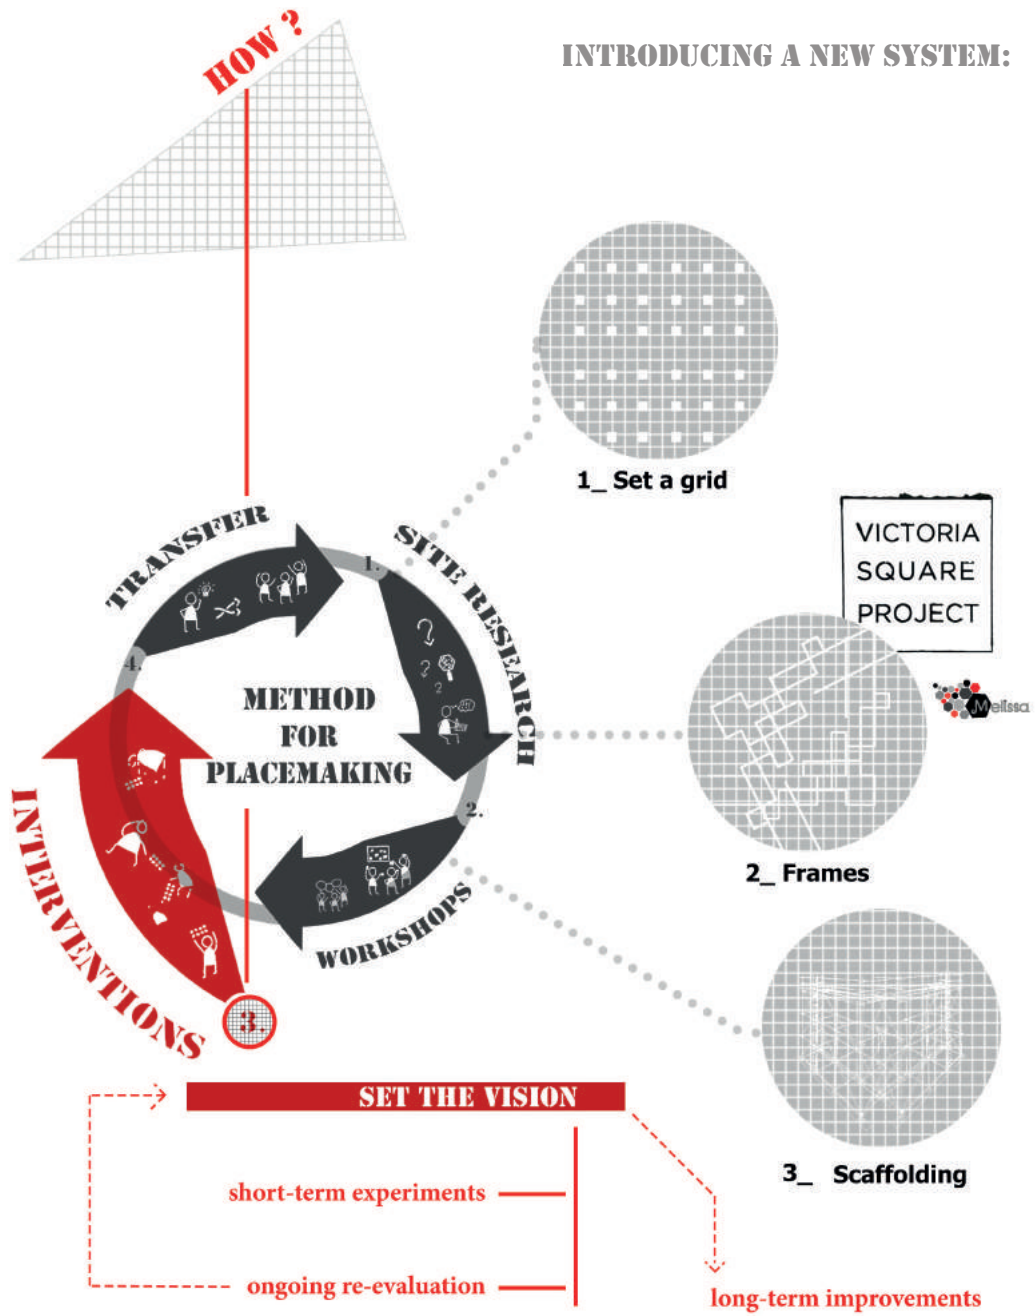 HOW ?
INTRODUCING A NEW SYSTEM:
1_ Set a grid
TRANSFER
SITE RESEARCH
1.
VICTORIA
SQUARE
PROJECT
4.
METHOD
FOR
PLACEMAKING
Melissa
INTERVENTIONS
2.
2_ Frames
WORKSHOPS
3.
SET THE VISION
3_ Scaffolding
short-term experiments
ongoing re-evaluation
long-term improvements